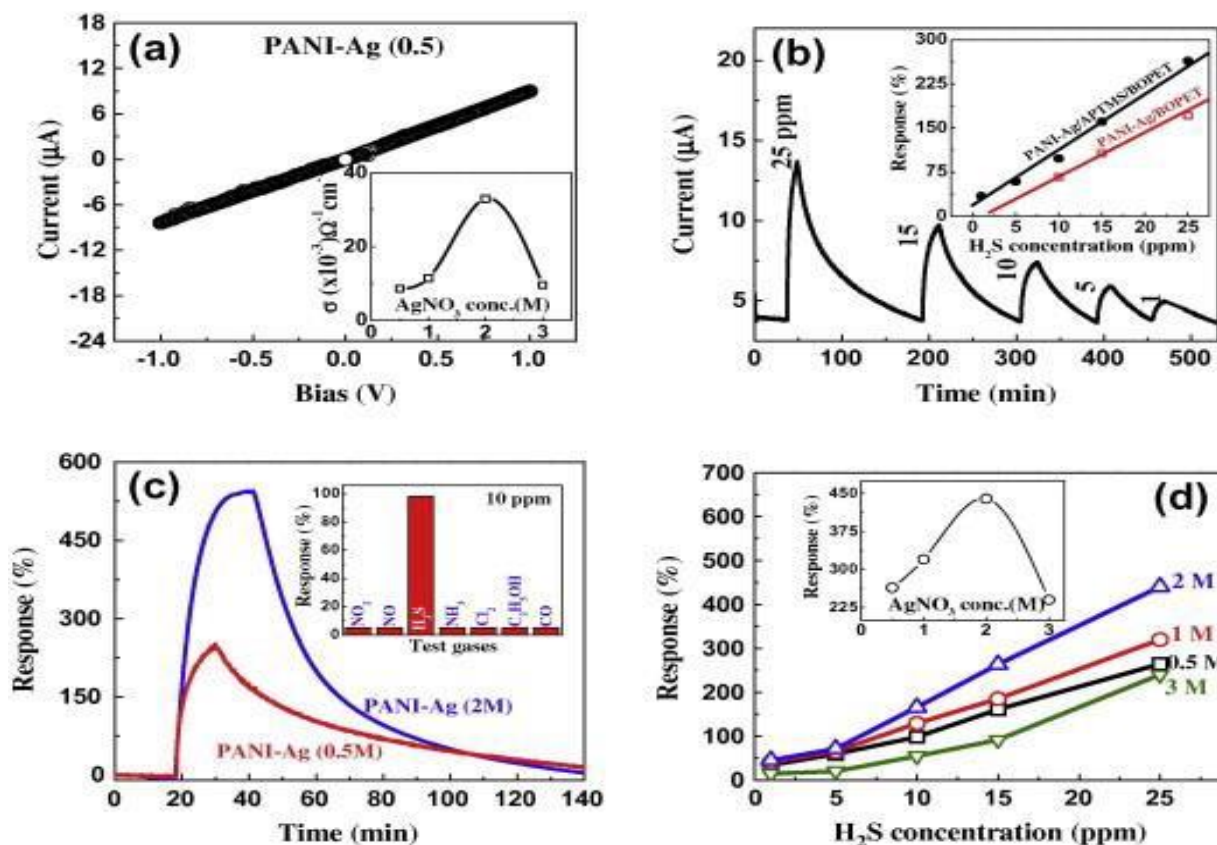 (a)
PANI-Ag (0.5)
18
12
6
0
-6
-12
-18
-24
Current (μA)
-1.0 -0.5 0.0 0.5 1.0
Bias (V)
40
20
0
σ (x10⁻³)Ω⁻¹cm⁻
AgNO₃ conc.(M)
0 1 2 3
(b)
20
15
10
5
Current (μA)
0 100 200 300 400 500
Time (min)
25 ppm
15
10
5
1
300
225
150
75
0
Response (%)
PANI-Ag/APTMS/BOPET
PANI-Ag/BOPET
0 5 10 15 20 25
H₂S concentration (ppm)
(c)
600
450
300
150
0
Response (%)
0 20 40 60 80 100 120 140
Time (min)
PANI-Ag (2M)
PANI-Ag (0.5M)
100
80
60
40
20
0
Response (%)
10 ppm
NO₂ NO H₂S NH₃ Cl₂ C₂H₅OH CO
Test gases
(d)
700
600
500
400
300
200
100
0
Response (%)
0 5 10 15 20 25
H₂S concentration (ppm)
2 M
1 M
0.5 M
3 M
450
375
300
225
Response (%)
AgNO₃ conc.(M)
0 1 2 3